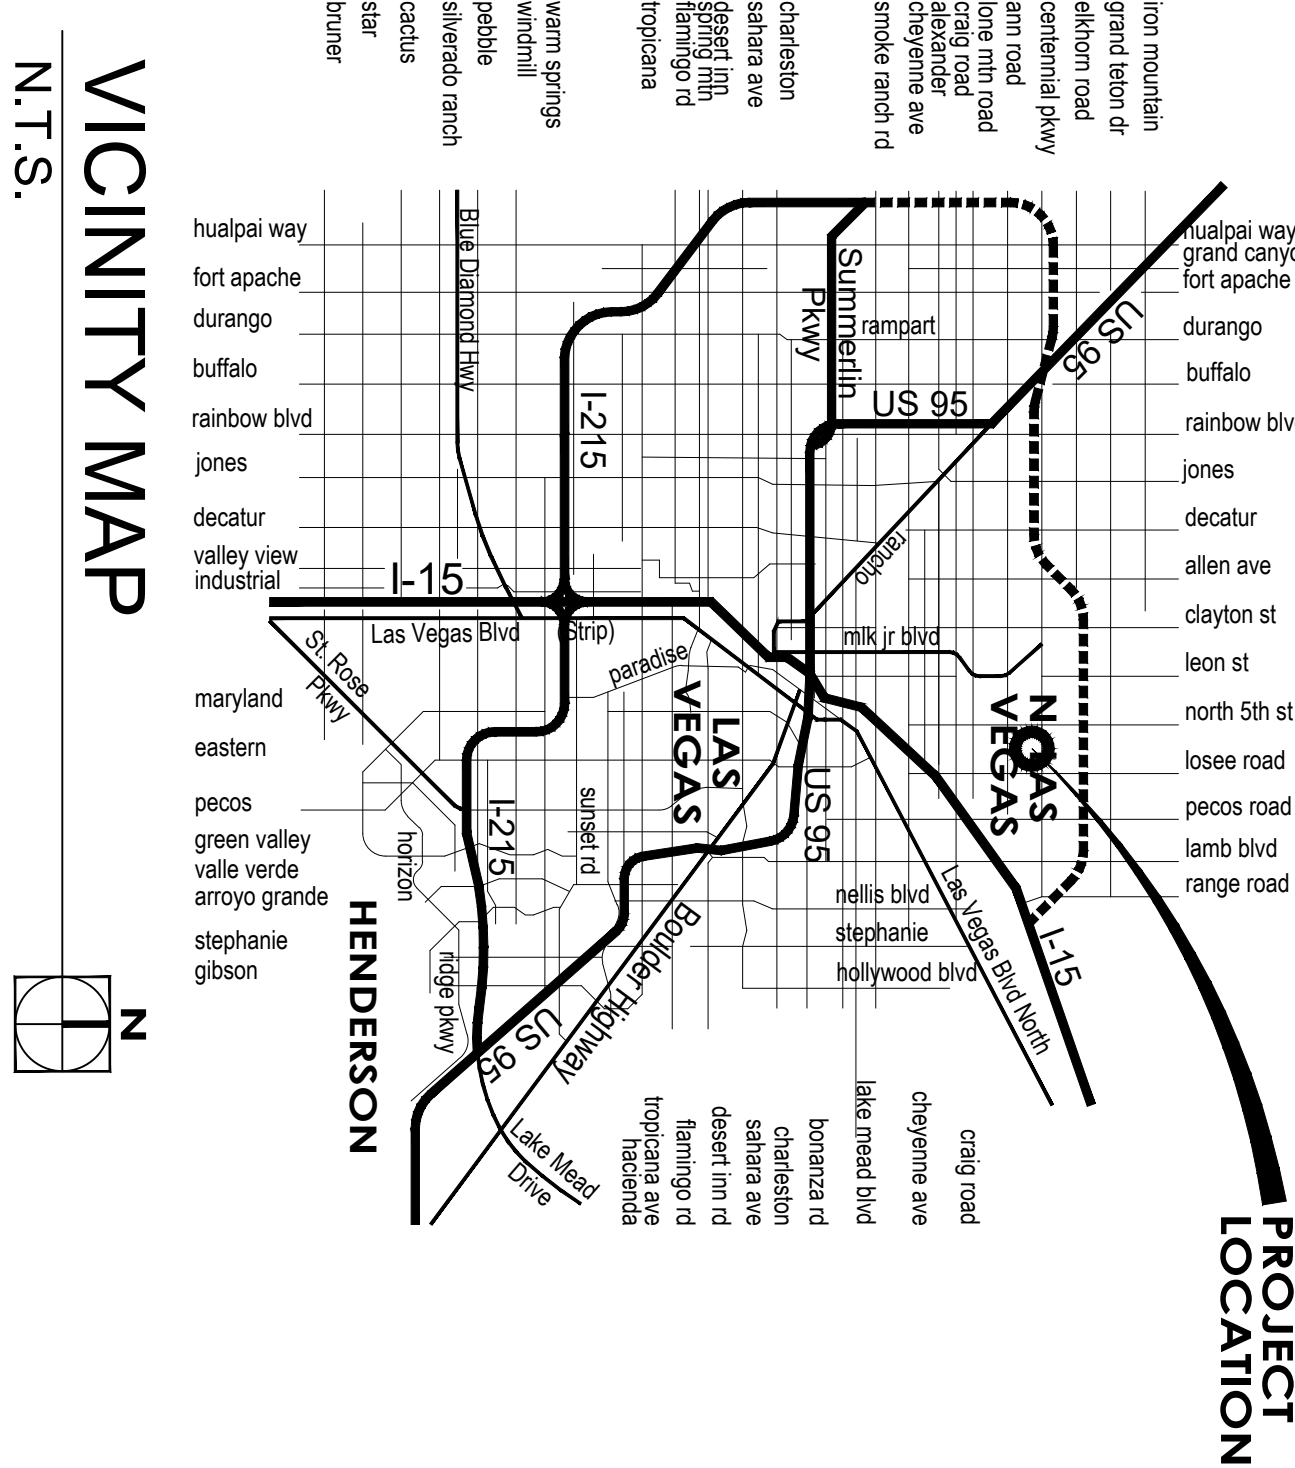 iron mountain
grand teton dr
elkhorn road
centennial pkwy
ann road
lone mtn road
craig road
alexander
cheyenne ave
smoke ranch rd
charleston
sahara ave
desert inn
spring mtn
flamingo rd
tropicana
warm springs
windmill
pebble
silverado ranch
cactus
star
bruner
hualpai way
grand canyo
fort apache
durango
buffalo
rainbow blv
jones
decatur
allen ave
clayton st
leon st
north 5th st
losee road
pecos road
lamb blvd
range road
hualpai way
fort apache
durango
buffalo
rainbow blvd
jones
decatur
valley view
industrial
maryland
eastern
pecos
green valley
valle verde
arroyo grande
stephanie
gibson
US 95
rampart
Summerlin
Pkwy
US 95
Blue Diamond Hwy
I-215
rancho
I-15
Las Vegas Blvd (Strip)
mlk jr blvd
St. Rose
Pkwy
paradise
N LAS
VEGAS
LAS
VEGAS
US 95
sunset rd
I-215
horizon
nellis blvd
stephanie
hollywood blvd
Las Vegas Blvd North
I-15
Boulder Highway
ridge pkwy
US 95
HENDERSON
Lake Mead
Drive
craig road
cheyenne ave
lake mead blvd
bonanza rd
charleston
sahara ave
desert inn rd
flamingo rd
tropicana ave
hacienda
PROJECT
LOCATION
VICINITY MAP
N.T.S.
N